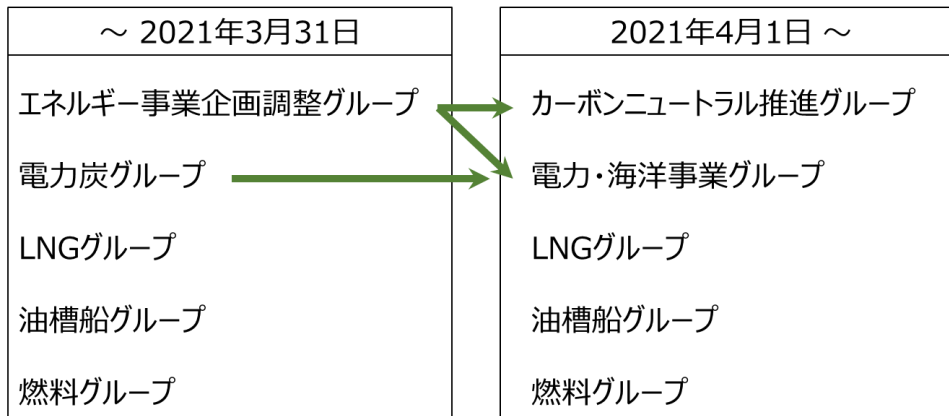 ～ 2021年3月31日
エネルギー事業企画調整グループ
電力炭グループ
LNGグループ
油槽船グループ
燃料グループ
2021年4月1日 ～
カーボンニュートラル推進グループ
電力・海洋事業グループ
LNGグループ
油槽船グループ
燃料グループ